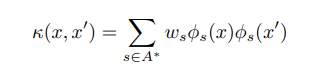 κ(x, x′) = ∑_{s∈A*} w_s ϕ_s(x)ϕ_s(x′)